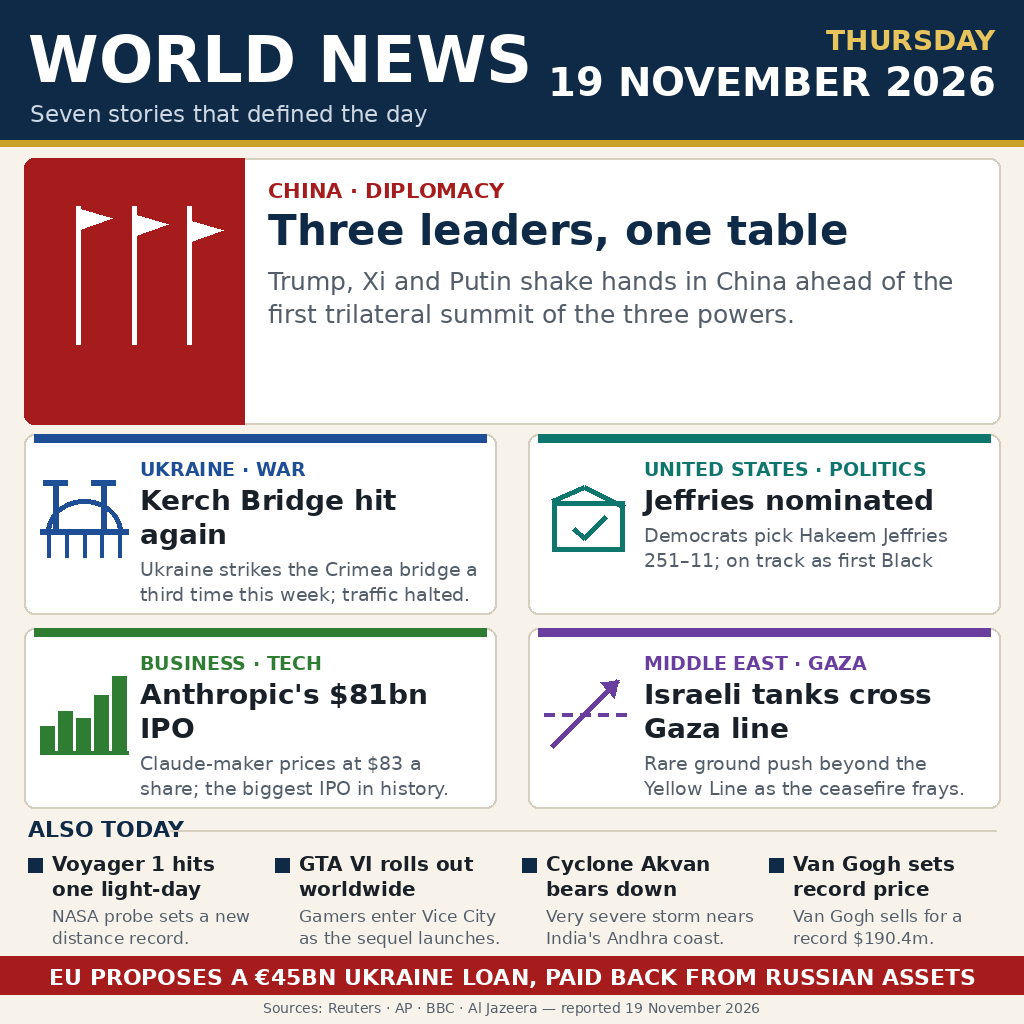 WORLD NEWS
Seven stories that defined the day
THURSDAY
19 NOVEMBER 2026
CHINA · DIPLOMACY
Three leaders, one table
Trump, Xi and Putin shake hands in China ahead of the
first trilateral summit of the three powers.
UKRAINE · WAR
Kerch Bridge hit
again
Ukraine strikes the Crimea bridge a
third time this week; traffic halted.
UNITED STATES · POLITICS
Jeffries nominated
Democrats pick Hakeem Jeffries
251–11; on track as first Black
BUSINESS · TECH
Anthropic's $81bn
IPO
Claude-maker prices at $83 a
share; the biggest IPO in history.
MIDDLE EAST · GAZA
Israeli tanks cross
Gaza line
Rare ground push beyond the
Yellow Line as the ceasefire frays.
ALSO TODAY
Voyager 1 hits
one light-day
NASA probe sets a new
distance record.
GTA VI rolls out
worldwide
Gamers enter Vice City
as the sequel launches.
Cyclone Akvan
bears down
Very severe storm nears
India's Andhra coast.
Van Gogh sets
record price
Van Gogh sells for a
record $190.4m.
EU PROPOSES A €45BN UKRAINE LOAN, PAID BACK FROM RUSSIAN ASSETS
Sources: Reuters · AP · BBC · Al Jazeera — reported 19 November 2026